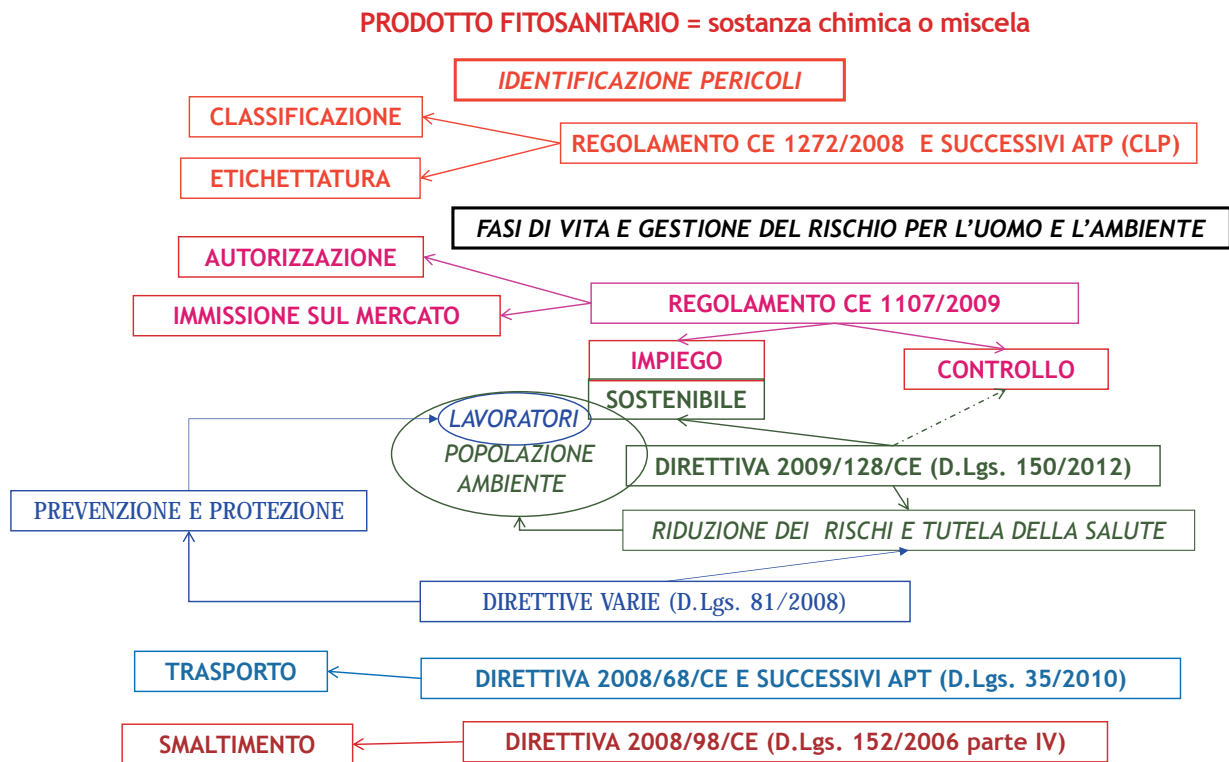 PRODOTTO FITOSANITARIO = sostanza chimica o miscela
IDENTIFICAZIONE PERICOLI
CLASSIFICAZIONE
REGOLAMENTO CE 1272/2008 E SUCCESSIVI ATP (CLP)
ETICHETTATURA
FASI DI VITA E GESTIONE DEL RISCHIO PER L'UOMO E L'AMBIENTE
AUTORIZZAZIONE
IMMISSIONE SUL MERCATO
REGOLAMENTO CE 1107/2009
IMPIEGO
CONTROLLO
SOSTENIBILE
LAVORATORI
POPOLAZIONE
AMBIENTE
DIRETTIVA 2009/128/CE (D.Lgs. 150/2012)
PREVENZIONE E PROTEZIONE
RIDUZIONE DEI RISCHI E TUTELA DELLA SALUTE
DIRETTIVE VARIE (D.Lgs. 81/2008)
TRASPORTO
DIRETTIVA 2008/68/CE E SUCCESSIVI APT (D.Lgs. 35/2010)
SMALTIMENTO
DIRETTIVA 2008/98/CE (D.Lgs. 152/2006 parte IV)